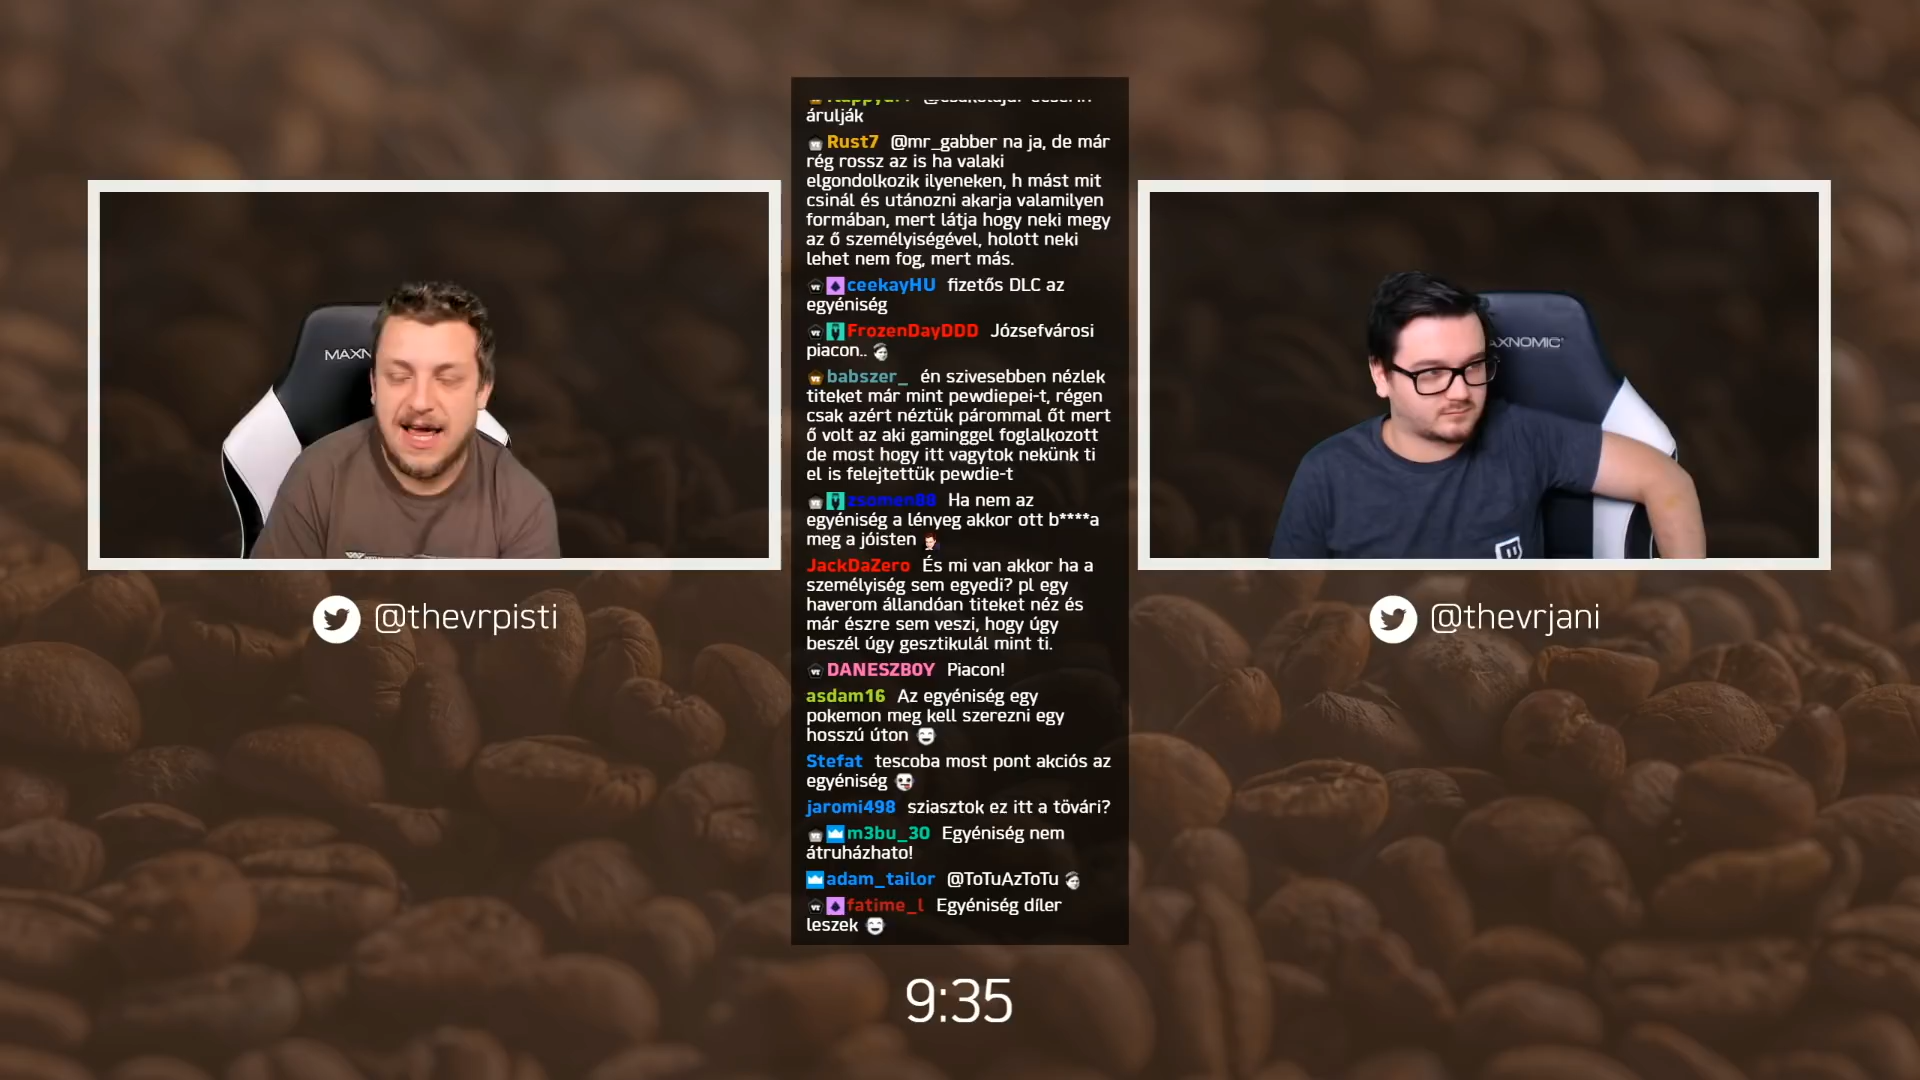 árulják
Rust7 @mr_gabber na ja, de már
rég rossz az is ha valaki
elgondolkozik ilyeneken, h mást mit
csinál és utánozni akarja valamilyen
formában, mert látja hogy neki megy
az ő személyiségével, holott neki
lehet nem fog, mert más.
ceekayHU fizetős DLC az
egyéniség
FrozenDayDDD Józsefvárosi
piacon..
babszer_ én szivesebben nézlek
titeket már mint pewdiepei-t, régen
csak azért néztük párommal őt mert
ő volt az aki gaminggel foglalkozott
de most hogy itt vagytok nekünk ti
el is felejtettük pewdie-t
zsomen88 Ha nem az
egyéniség a lényeg akkor ott b****a
meg a jóisten
JackDaZero És mi van akkor ha a
személyiség sem egyedi? pl egy
haverom állandóan titeket néz és
már észre sem veszi, hogy úgy
beszél úgy gesztikulál mint ti.
DANESZBOY Piacon!
asdam16 Az egyéniség egy
pokemon meg kell szerezni egy
hosszú úton
Stefat tescoba most pont akciós az
egyéniség
jaromi498 sziasztok ez itt a tövári?
m3bu_30 Egyéniség nem
átruházhato!
adam_tailor @ToTuAzToTu
fatime_l Egyéniség díler
leszek
MAXN
AXNOMIC
@thevrpisti
@thevrjani
9:35